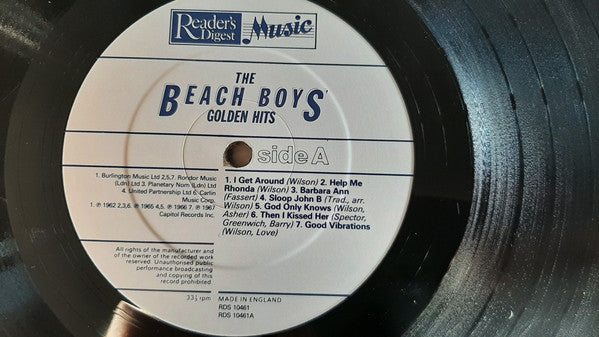 Reader's Digest Music
THE
BEACH BOYS'
GOLDEN HITS
side A
1. Burlington Music Ltd 2,5,7. Rondor Music
(Ldn) Ltd 3. Planetary Nom (Ldn) Ltd
4. United Partnership Ltd 6. Carlin
Music Corp.
1. ℗ 1962 2,3,6. ℗ 1965 4,5. ℗ 1966 7. ℗ 1967
Capitol Records Inc.
1. I Get Around (Wilson) 2. Help Me
Rhonda (Wilson) 3. Barbara Ann
(Fassert) 4. Sloop John B (Trad., arr.
Wilson) 5. God Only Knows (Wilson,
Asher) 6. Then I Kissed Her (Spector,
Greenwich, Barry) 7. Good Vibrations
(Wilson, Love)
All rights of the manufacturer and
of the owner of the recorded work
reserved. Unauthorised public
performance broadcasting
and copying of this
record prohibited
33⅓ rpm
MADE IN ENGLAND
RDS 10461
RDS 10461A